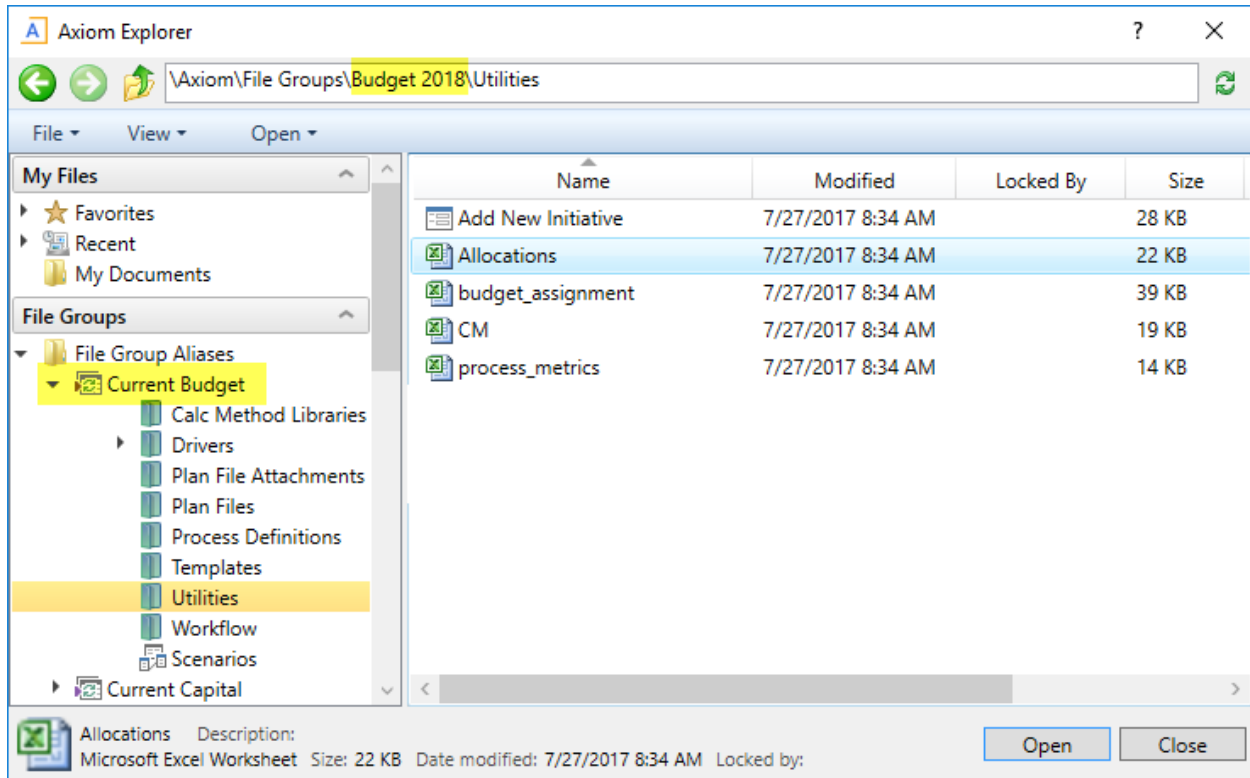 Axiom Explorer
?
\Axiom\File Groups\Budget 2018\Utilities
File View Open
My Files
Favorites
Recent
My Documents
File Groups
File Group Aliases
Current Budget
Calc Method Libraries
Drivers
Plan File Attachments
Plan Files
Process Definitions
Templates
Utilities
Workflow
Scenarios
Current Capital
Name Modified Locked By Size
Add New Initiative 7/27/2017 8:34 AM 28 KB
Allocations 7/27/2017 8:34 AM 22 KB
budget_assignment 7/27/2017 8:34 AM 39 KB
CM 7/27/2017 8:34 AM 19 KB
process_metrics 7/27/2017 8:34 AM 14 KB
Allocations Description:
Microsoft Excel Worksheet Size: 22 KB Date modified: 7/27/2017 8:34 AM Locked by:
Open Close